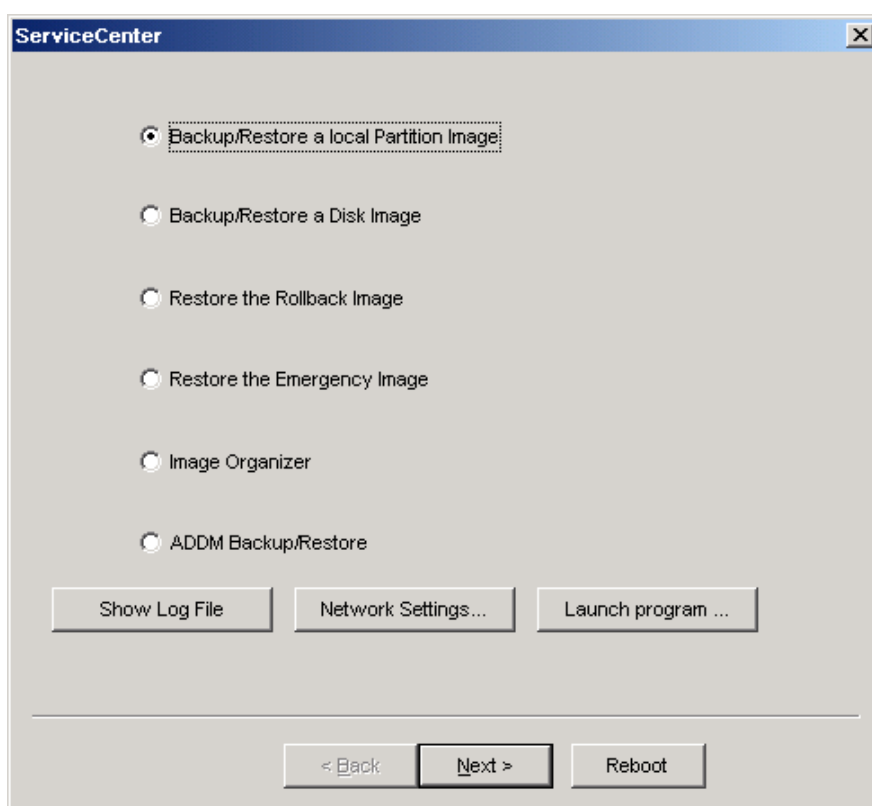 ServiceCenter
Backup/Restore a local Partition Image
Backup/Restore a Disk Image
Restore the Rollback Image
Restore the Emergency Image
Image Organizer
ADDM Backup/Restore
Show Log File
Network Settings...
Launch program ...
< Back
Next >
Reboot